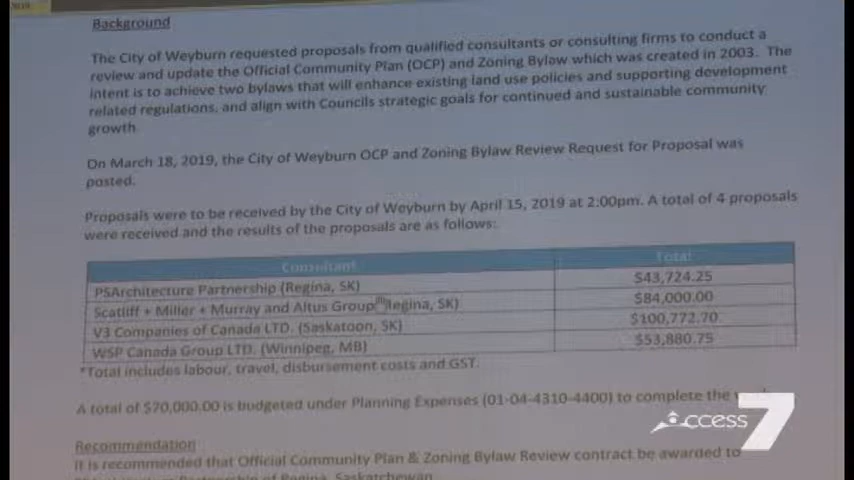 Background
The City of Weyburn requested proposals from qualified consultants or consulting firms to conduct a
review and update the Official Community Plan (OCP) and Zoning Bylaw which was created in 2003. The
intent is to achieve two bylaws that will enhance existing land use policies and supporting development
related regulations, and align with Councils strategic goals for continued and sustainable community
growth.
On March 18, 2019, the City of Weyburn OCP and Zoning Bylaw Review Request for Proposal was
posted.
Proposals were to be received by the City of Weyburn by April 15, 2019 at 2:00pm. A total of 4 proposals
were received and the results of the proposals are as follows:
Consultant Total
PSArchitecture Partnership (Regina, SK) $43,724.25
Scatliff + Miller + Murray and Altus Group (Regina, SK) $84,000.00
V3 Companies of Canada LTD. (Saskatoon, SK) $100,772.70
WSP Canada Group LTD. (Winnipeg, MB) $53,880.75
*Total includes labour, travel, disbursement costs and GST.
A total of $70,000.00 is budgeted under Planning Expenses (01-04-4310-4400) to complete the
Recommendation
It is recommended that Official Community Plan & Zoning Bylaw Review contract be awarded to
Partnership of Regina, Saskatchewan
Access 7